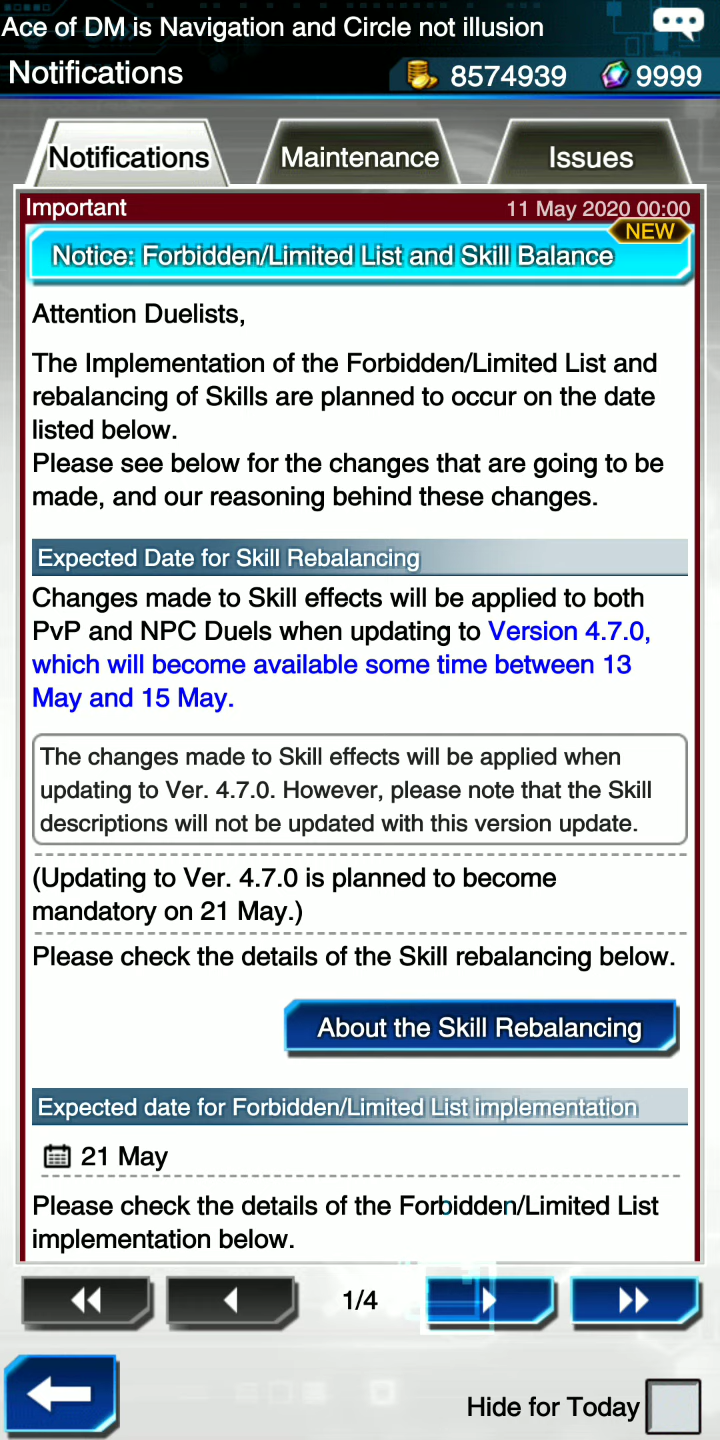 Ace of DM is Navigation and Circle not illusion
Notifications
8574939
9999
Notifications
Maintenance
Issues
Important
11 May 2020 00:00
NEW
Notice: Forbidden/Limited List and Skill Balance
Attention Duelists,
The Implementation of the Forbidden/Limited List and
rebalancing of Skills are planned to occur on the date
listed below.
Please see below for the changes that are going to be
made, and our reasoning behind these changes.
Expected Date for Skill Rebalancing
Changes made to Skill effects will be applied to both
PvP and NPC Duels when updating to Version 4.7.0,
which will become available some time between 13
May and 15 May.
The changes made to Skill effects will be applied when
updating to Ver. 4.7.0. However, please note that the Skill
descriptions will not be updated with this version update.
(Updating to Ver. 4.7.0 is planned to become
mandatory on 21 May.)
Please check the details of the Skill rebalancing below.
About the Skill Rebalancing
Expected date for Forbidden/Limited List implementation
21 May
Please check the details of the Forbidden/Limited List
implementation below.
1/4
Hide for Today